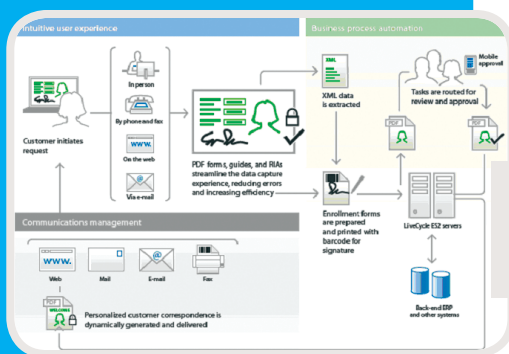 Intuitive user experience
Business process automation
In person
By phone and fax
www.
On the web
Via e-mail
Customer initiates
request
PDF forms, guides, and RIAs
streamline the data capture
experience, reducing errors
and increasing efficiency
XML
XML data
is extracted
Mobile
approval
Tasks are routed for
review and approval
PDF
PDF
Enrollment forms
are prepared
and printed with
barcode for
signature
LiveCycle ES2 servers
Back-end ERP
and other systems
Communications management
www.
Web
Mail
E-mail
Fax
PDF
WELCOME
Personalized customer correspondence is
dynamically generated and delivered